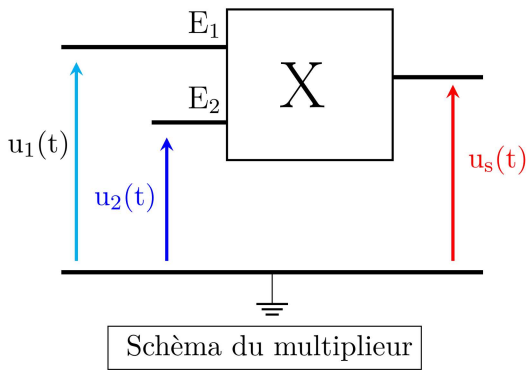 E₁
X
E₂
u₁(t)
u₂(t)
uₛ(t)
Schèma du multiplieur